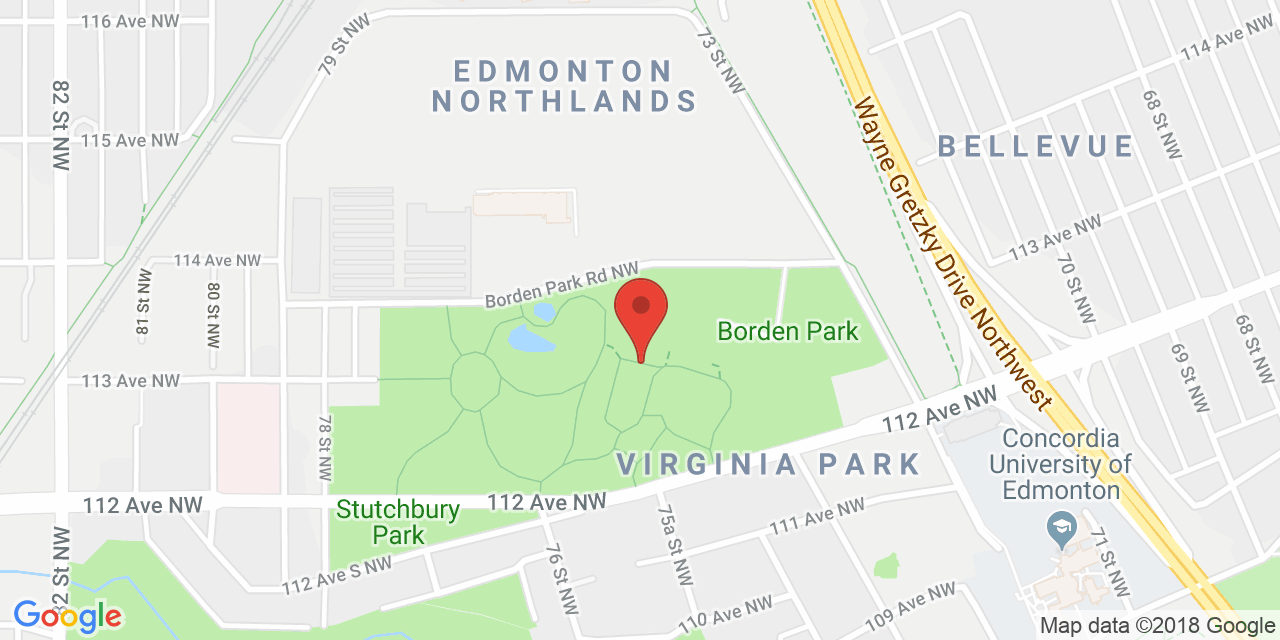 116 Ave NW
79 St NW
73 St NW
114 Ave NW
EDMONTON
NORTHLANDS
82 St NW
68 St NW
Wayne Gretzky Drive Northwest
115 Ave NW
BELLEVUE
113 Ave NW
114 Ave NW
Borden Park Rd NW
70 St NW
81 St NW
80 St NW
Borden Park
68 St NW
69 St NW
113 Ave NW
112 Ave NW
78 St NW
Concordia
University of
Edmonton
VIRGINIA PARK
112 Ave NW
112 Ave NW
Stutchbury
Park
111 Ave NW
75a St NW
71 St NW
76 St NW
112 Ave S NW
82 St NW
110 Ave NW
109 Ave NW
Google
Map data ©2018 Google